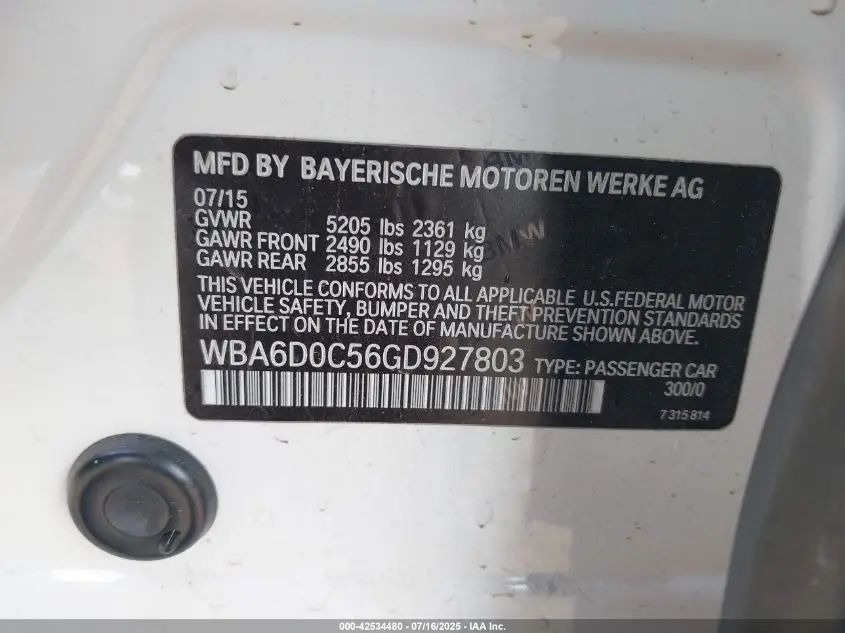 MFD BY BAYERISCHE MOTOREN WERKE AG
07/15
GVWR 5205 lbs 2361 kg
GAWR FRONT 2490 lbs 1129 kg
GAWR REAR 2855 lbs 1295 kg
THIS VEHICLE CONFORMS TO ALL APPLICABLE U.S.FEDERAL MOTOR
VEHICLE SAFETY, BUMPER AND THEFT PREVENTION STANDARDS
IN EFFECT ON THE DATE OF MANUFACTURE SHOWN ABOVE.
WBA6D0C56GD927803 TYPE: PASSENGER CAR
300/0
7 315 814
BMW
000-42534480 - 07/16/2025 - IAA Inc.